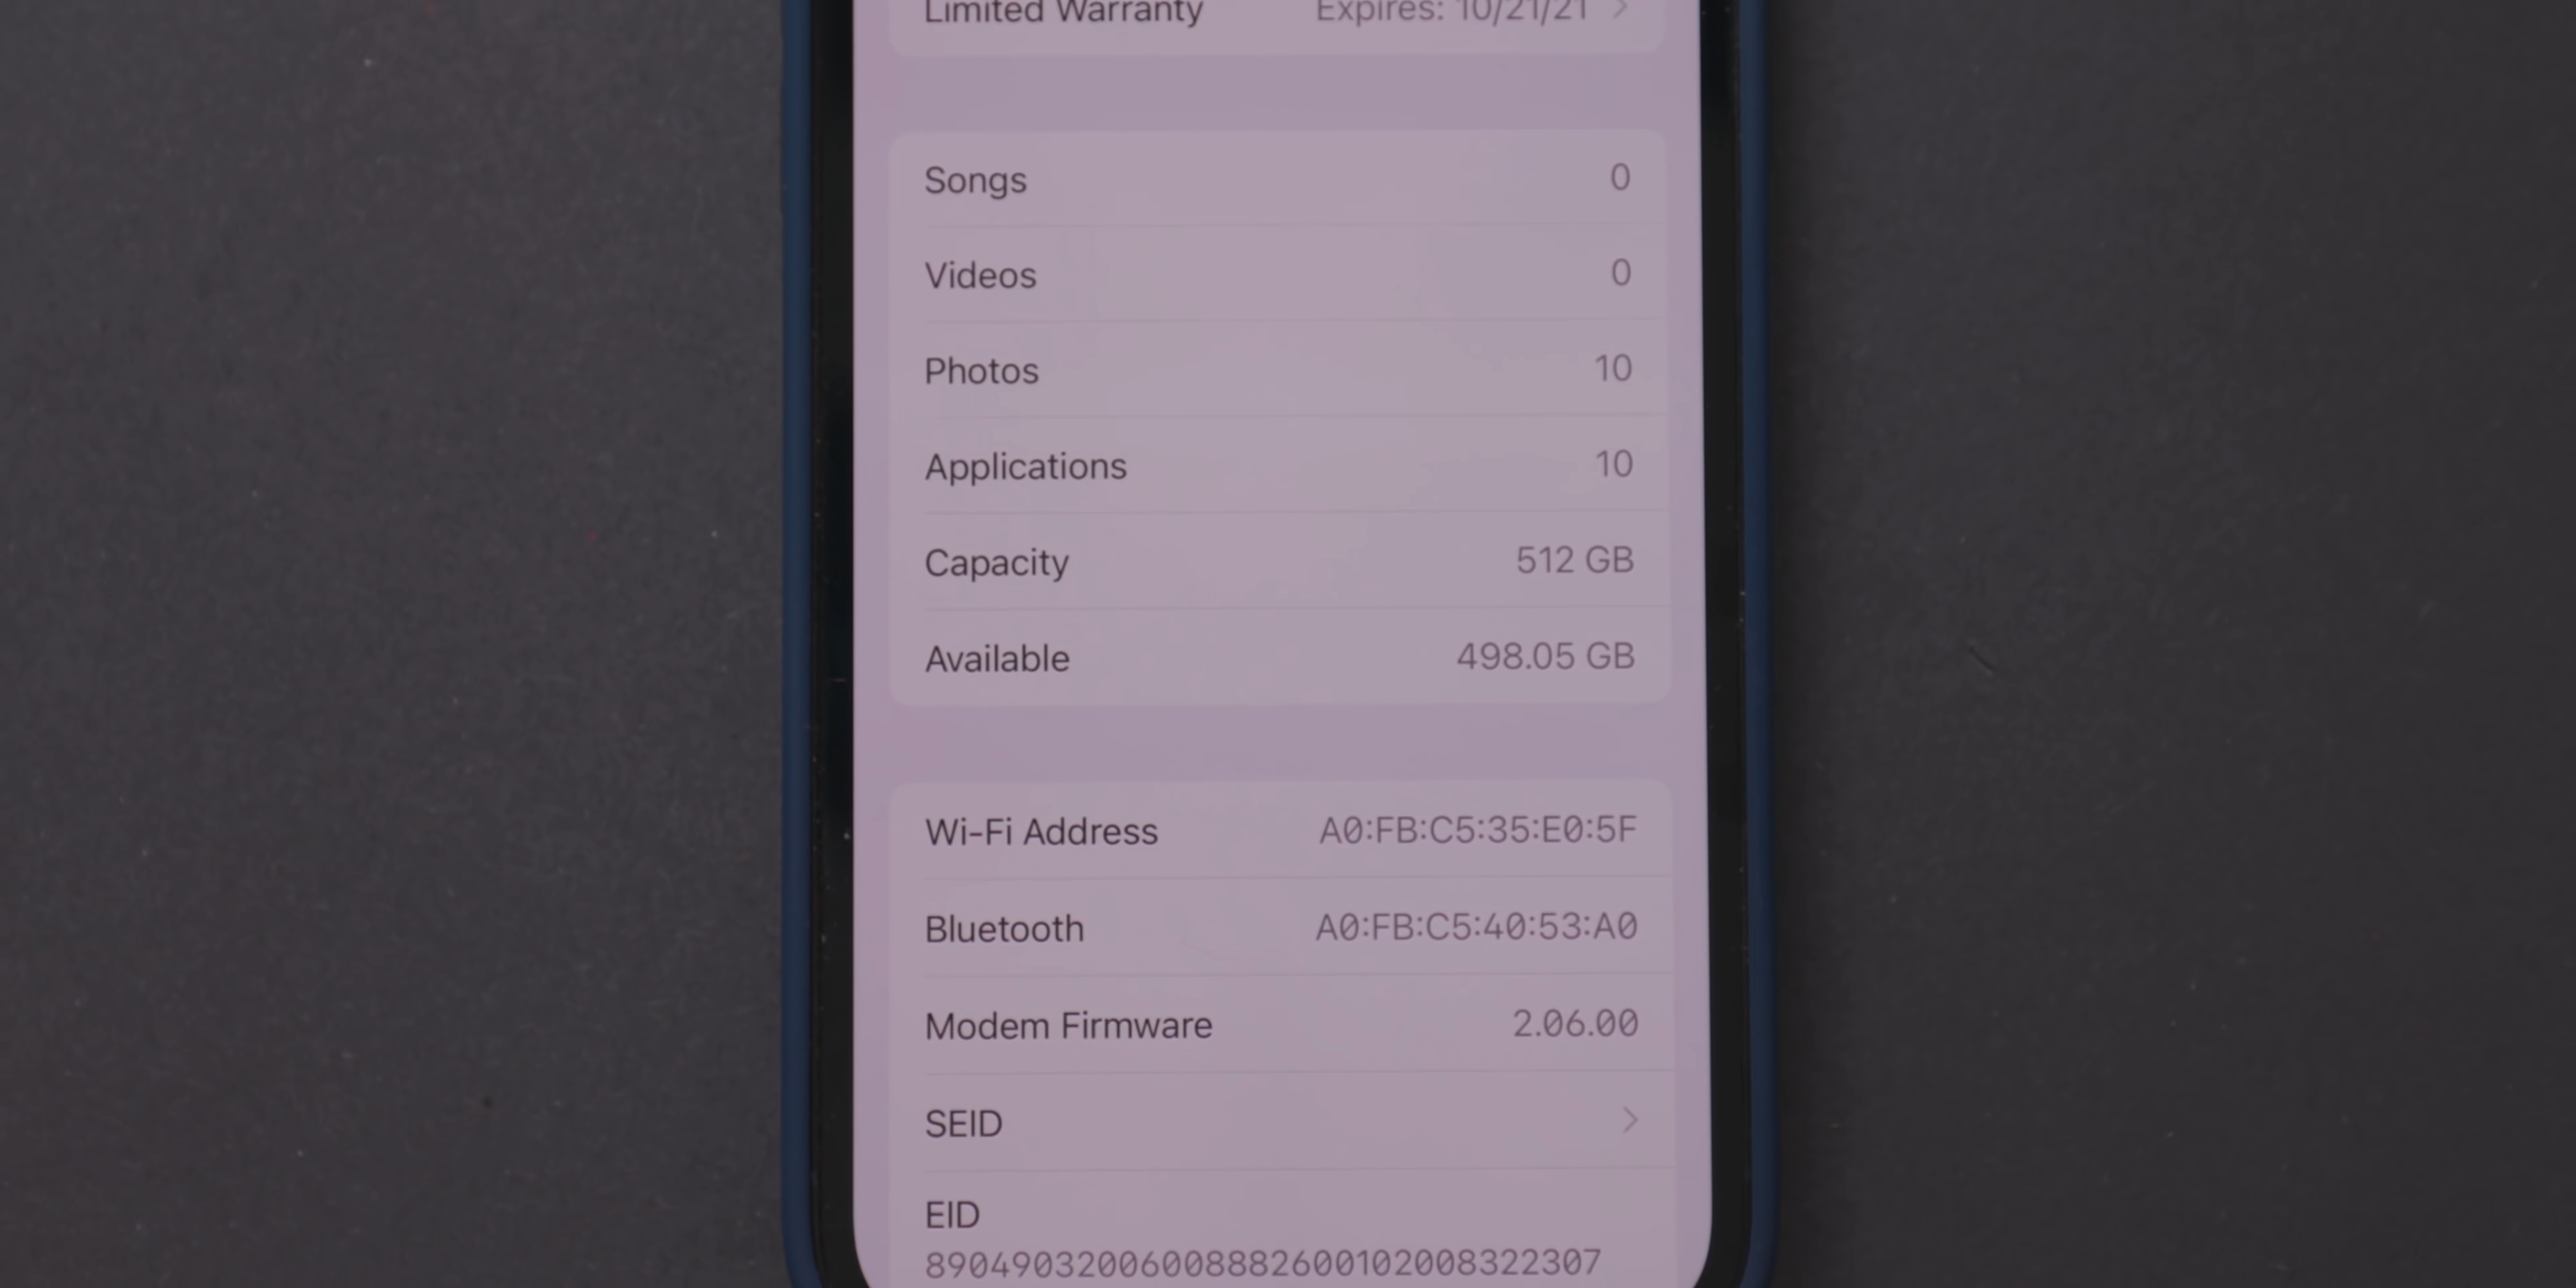 Limited Warranty Expires: 10/21/21
Songs 0
Videos 0
Photos 10
Applications 10
Capacity 512 GB
Available 498.05 GB
Wi-Fi Address A0:FB:C5:35:E0:5F
Bluetooth A0:FB:C5:40:53:A0
Modem Firmware 2.06.00
SEID
EID
89049032006008882600102008322307